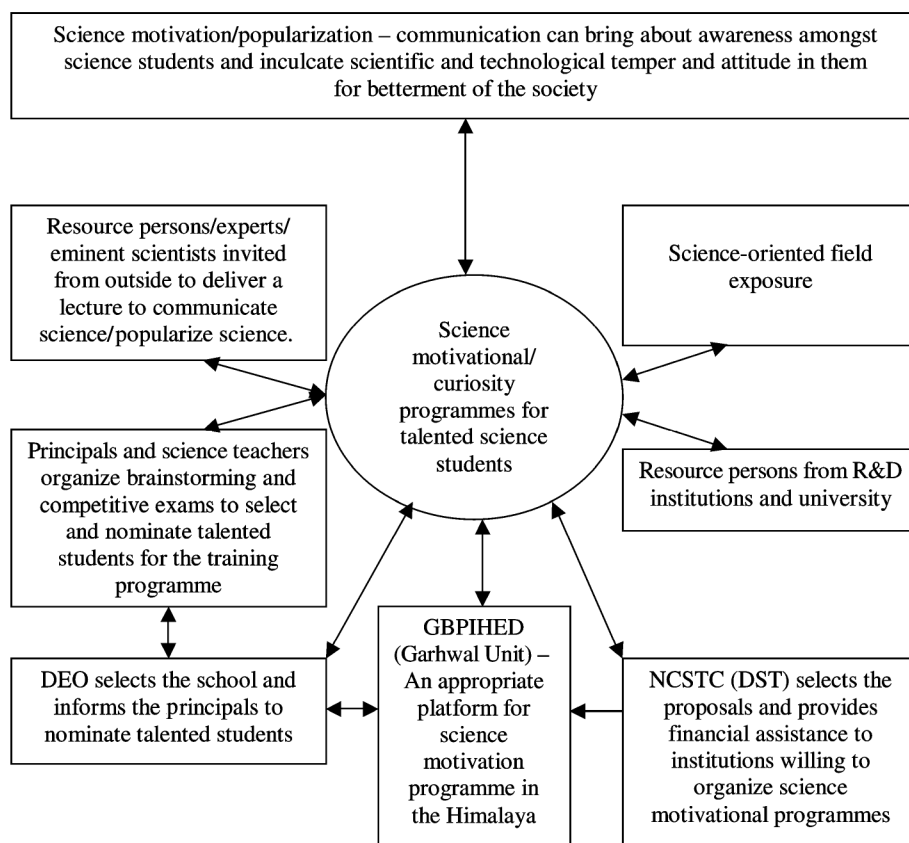 Science motivation/popularization – communication can bring about awareness amongst
science students and inculcate scientific and technological temper and attitude in them
for betterment of the society
Resource persons/experts/
eminent scientists invited
from outside to deliver a
lecture to communicate
science/popularize science.
Science-oriented field
exposure
Science
motivational/
curiosity
programmes for
talented science
students
Principals and science teachers
organize brainstorming and
competitive exams to select
and nominate talented
students for the training
programme
Resource persons from R&D
institutions and university
DEO selects the school and
informs the principals to
nominate talented students
GBPIHED
(Garhwal Unit) –
An appropriate
platform for
science
motivation
programme in
the Himalaya
NCSTC (DST) selects the
proposals and provides
financial assistance to
institutions willing to
organize science
motivational programmes